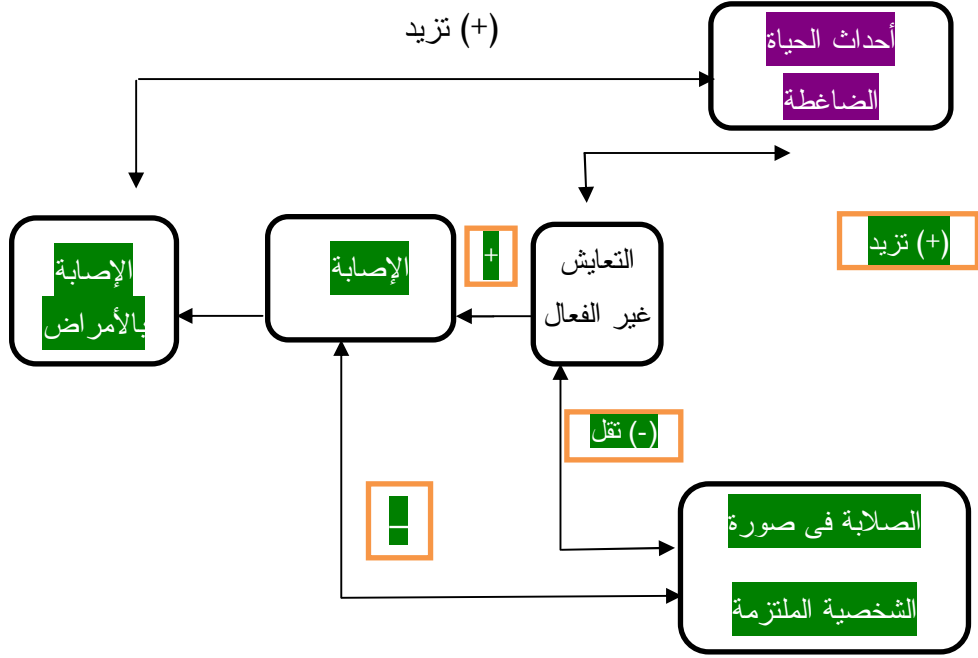 (+) تزيد
أحداث الحياة
الضاغطة
(+) تزيد
التعايش
غير الفعال
+
الإصابة
الإصابة
بالأمراض
(-) تقل
–
الصلابة فى صورة
الشخصية الملتزمة